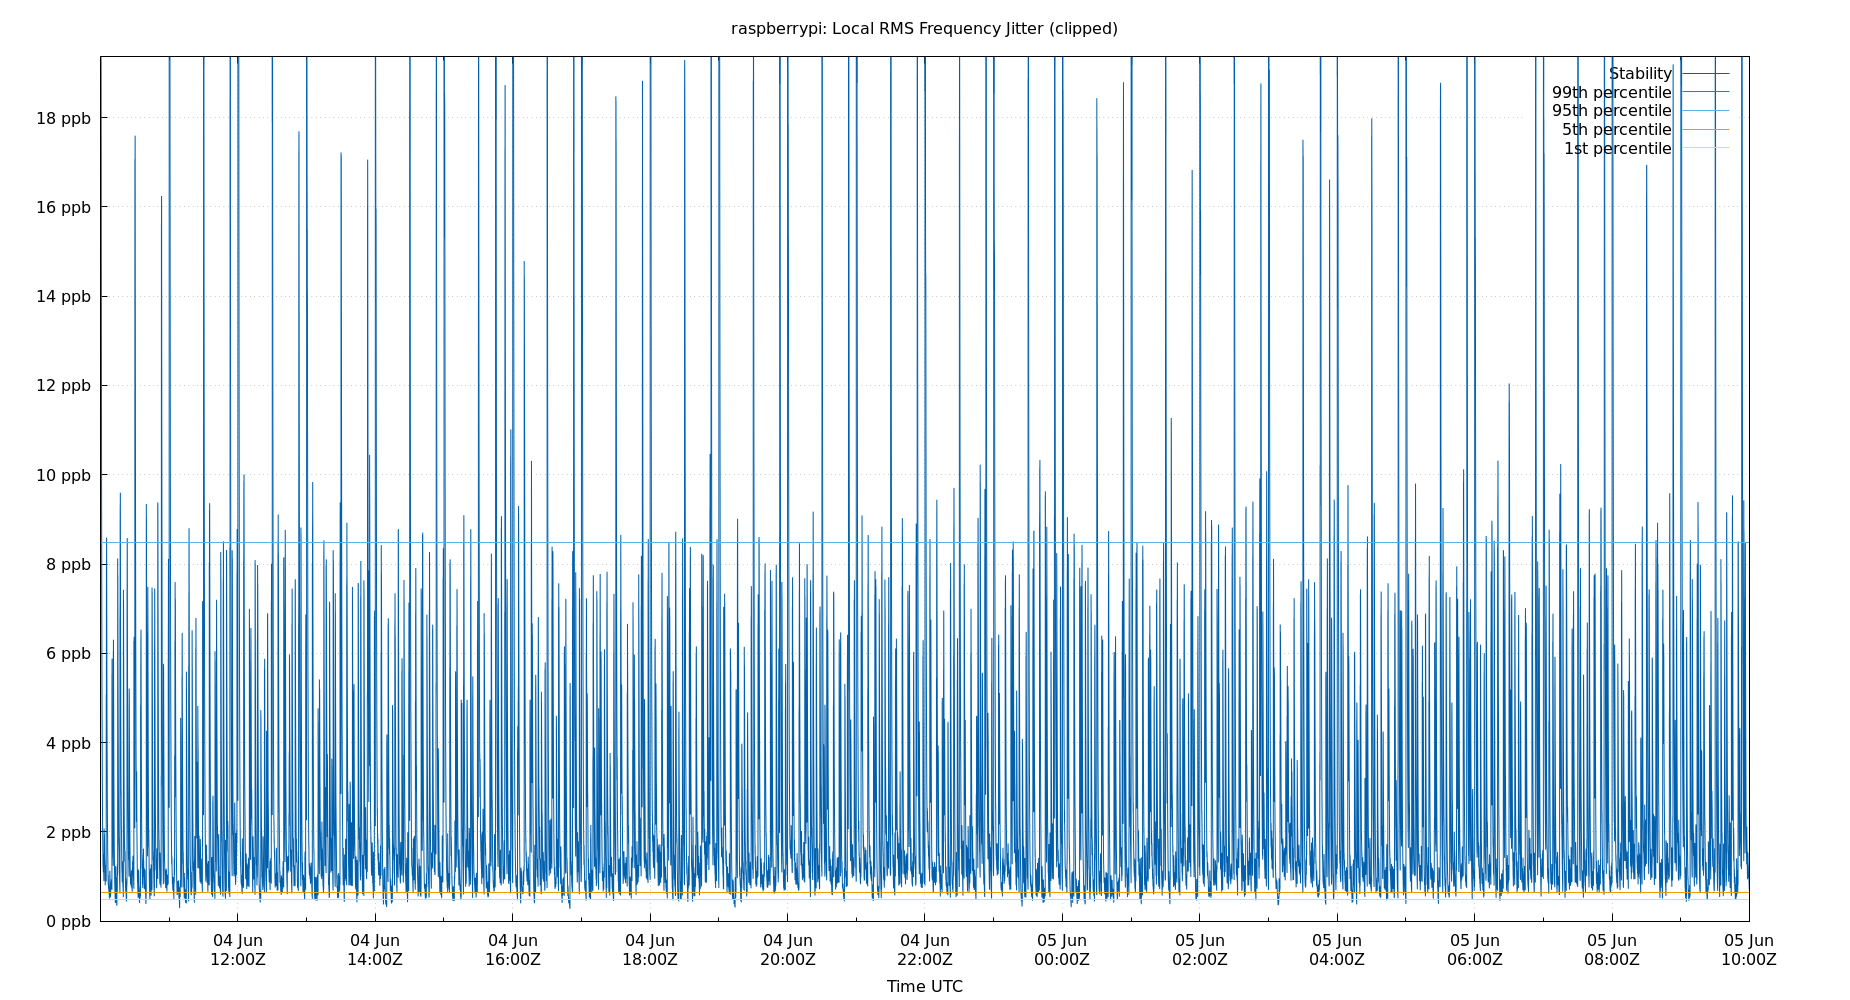 raspberrypi: Local RMS Frequency Jitter (clipped)
Stability
99th percentile
95th percentile
5th percentile
1st percentile
18 ppb
16 ppb
14 ppb
12 ppb
10 ppb
8 ppb
6 ppb
4 ppb
2 ppb
0 ppb
04 Jun 04 Jun 04 Jun 04 Jun 04 Jun 04 Jun 05 Jun 05 Jun 05 Jun 05 Jun 05 Jun 05 Jun
12:00Z 14:00Z 16:00Z 18:00Z 20:00Z 22:00Z 00:00Z 02:00Z 04:00Z 06:00Z 08:00Z 10:00Z
Time UTC